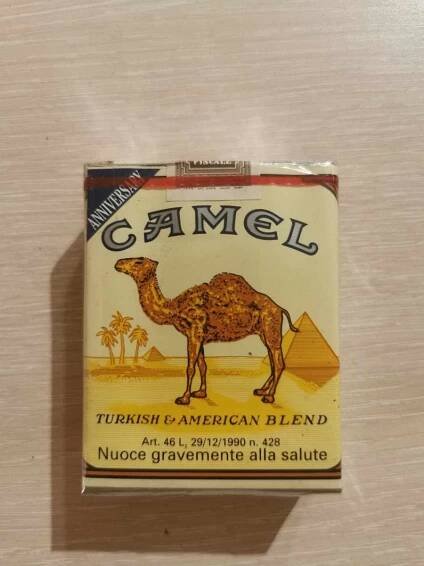 ANNIVERSARY
CAMEL
TURKISH & AMERICAN BLEND
Art. 46 L, 29/12/1990 n. 428
Nuoce gravemente alla salute